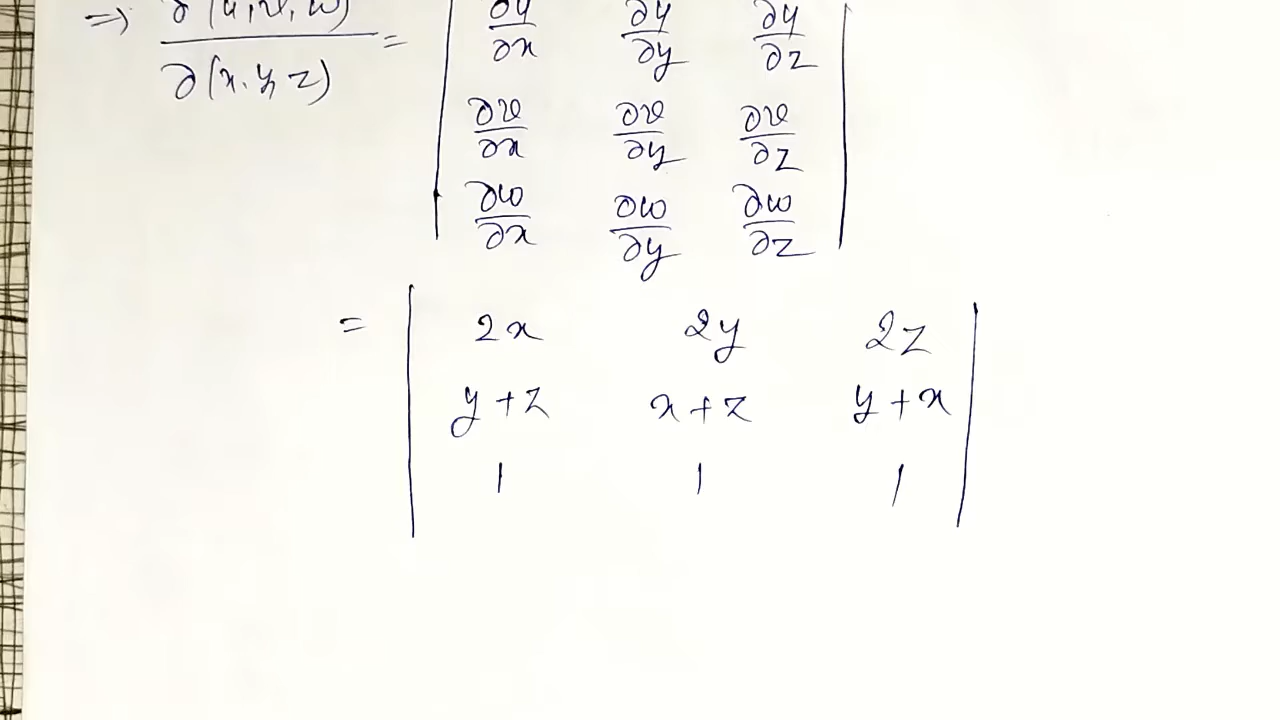 ⇒ ∂(u,v,w) / ∂(x,y,z) = | ∂u/∂x ∂u/∂y ∂u/∂z |
| ∂v/∂x ∂v/∂y ∂v/∂z |
| ∂w/∂x ∂w/∂y ∂w/∂z |
= | 2x 2y 2z |
| y+z x+z y+x |
| 1 1 1 |